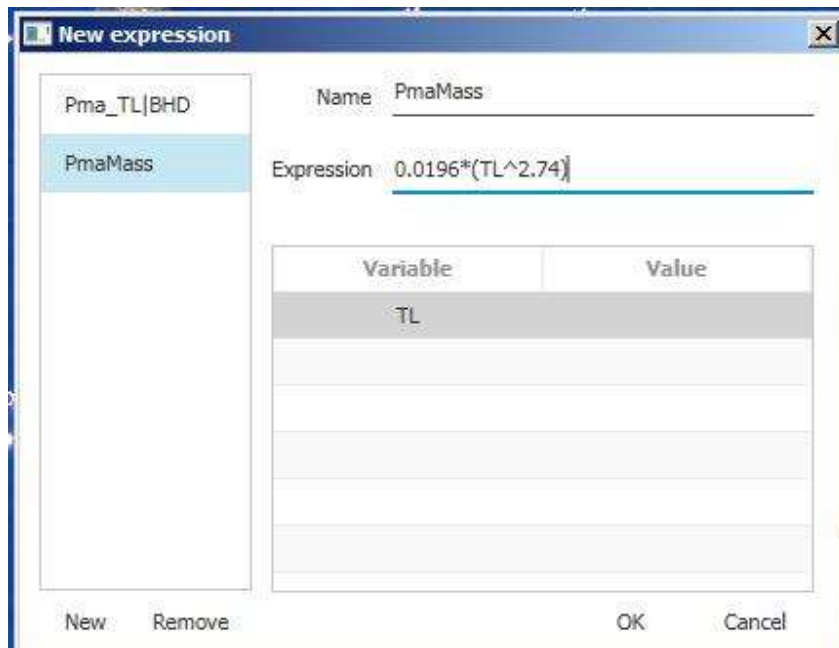 New expression
Pma_TL|BHD
PmaMass
Name PmaMass
Expression 0.0196*(TL^2.74)
Variable Value
TL
New Remove
OK Cancel